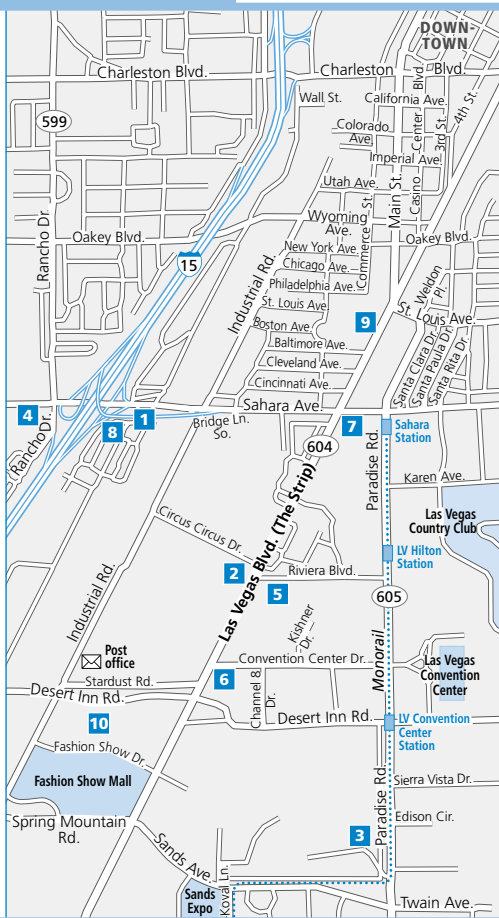 DOWN-
TOWN
Charleston Blvd.
Charleston Blvd.
Wall St.
California Ave.
Colorado
Ave.
Imperial Ave.
Utah Ave.
Wyoming
Ave.
Casino Center Blvd.
3rd St.
4th St.
Main St.
Commerce St.
599
Rancho Dr.
Oakey Blvd.
Oakey Blvd.
15
Industrial Rd.
New York Ave.
Chicago Ave.
Philadelphia Ave.
St. Louis Ave.
Boston Ave.
Baltimore Ave.
Cleveland Ave.
Cincinnati Ave.
Weldon
Pl.
St. Louis Ave.
9
Santa Clara Dr.
Santa Paula Dr.
Santa Rita Dr.
Sahara Ave.
4
8
1
Bridge Ln.
So.
7
Sahara
Station
604
Rancho Dr.
Paradise Rd.
Karen Ave.
Las Vegas
Country Club
Circus Circus Dr.
Las Vegas Blvd. (The Strip)
LV Hilton
Station
2
Riviera Blvd.
5
605
Industrial Rd.
Kishner
Dr.
Monorail
Post
office
Convention Center Dr.
Las Vegas
Convention
Center
Stardust Rd.
6
Channel 8
Dr.
Desert Inn Rd.
Desert Inn Rd.
LV Convention
Center
Station
10
Fashion Show Dr.
Fashion Show Mall
Sierra Vista Dr.
Paradise Rd.
Edison Cir.
Spring Mountain
Rd.
3
Sands Ave.
Koval Ln.
Sands
Expo
Twain Ave.